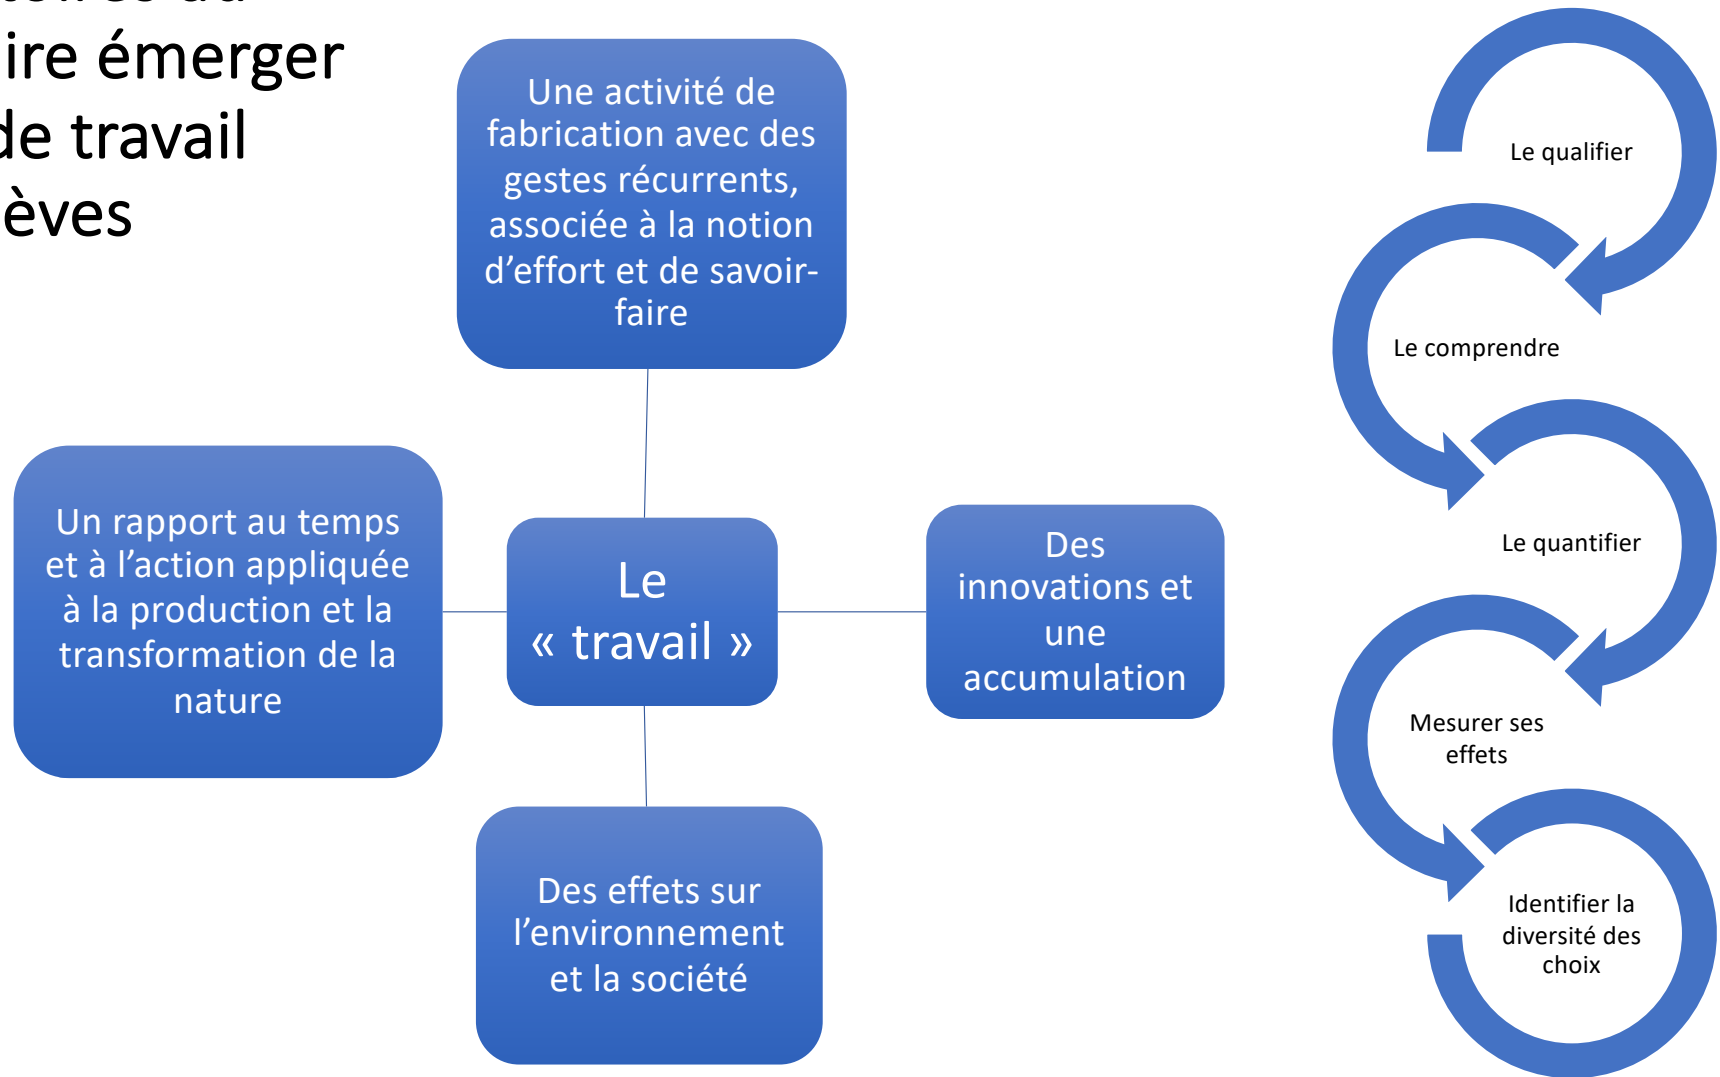 ire émerger
de travail
èves
Une activité de
fabrication avec des
gestes récurrents,
associée à la notion
d’effort et de savoir-
faire
Un rapport au temps
et à l’action appliquée
à la production et la
transformation de la
nature
Le
« travail »
Des
innovations et
une
accumulation
Des effets sur
l’environnement
et la société
Le qualifier
Le comprendre
Le quantifier
Mesurer ses
effets
Identifier la
diversité des
choix